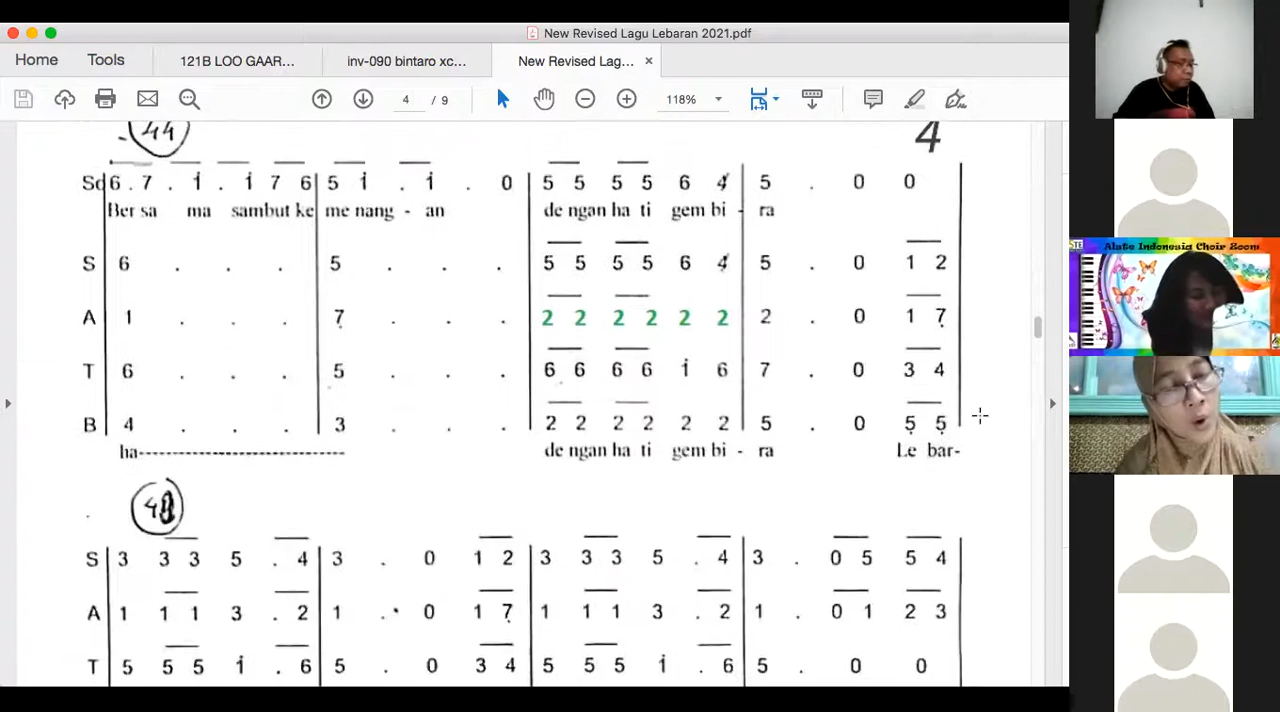 New Revised Lagu Lebaran 2021.pdf
Home Tools 121B LOO GAAR... inv-090 bintaro xc... New Revised Lag... ×
4 / 9 118%
44 4
So 6 . 7 . i . i 7 6 | 5 i . i . 0 | 5 5 5 5 6 4 | 5 . 0 0 |
Ber sa ma sambut ke me nang - an de ngan ha ti gem bi - ra
S 6 . . . | 5 . . . | 5 5 5 5 6 4 | 5 . 0 1 2 |
A 1 . . . | 7̣ . . . | 2 2 2 2 2 2 | 2 . 0 1 7̣ |
T 6 . . . | 5 . . . | 6 6 6 6 i 6 | 7 . 0 3 4 |
B 4 . . . | 3 . . . | 2 2 2 2 2 2 | 5 . 0 5̣ 5̣ |
ha---------------------------- de ngan ha ti gem bi - ra Le bar-
48
S 3 3 3 5 . 4 | 3 . 0 1 2 | 3 3 3 5 . 4 | 3 . 0 5 5 4 |
A 1 1 1 3 . 2 | 1 . 0 1 7̣ | 1 1 1 3 . 2 | 1 . 0 1 2 3 |
T 5 5 5 i . 6 | 5 . 0 3 4 | 5 5 5 i . 6 | 5 . 0 0 |
Alute Indonesia Choir Zoom